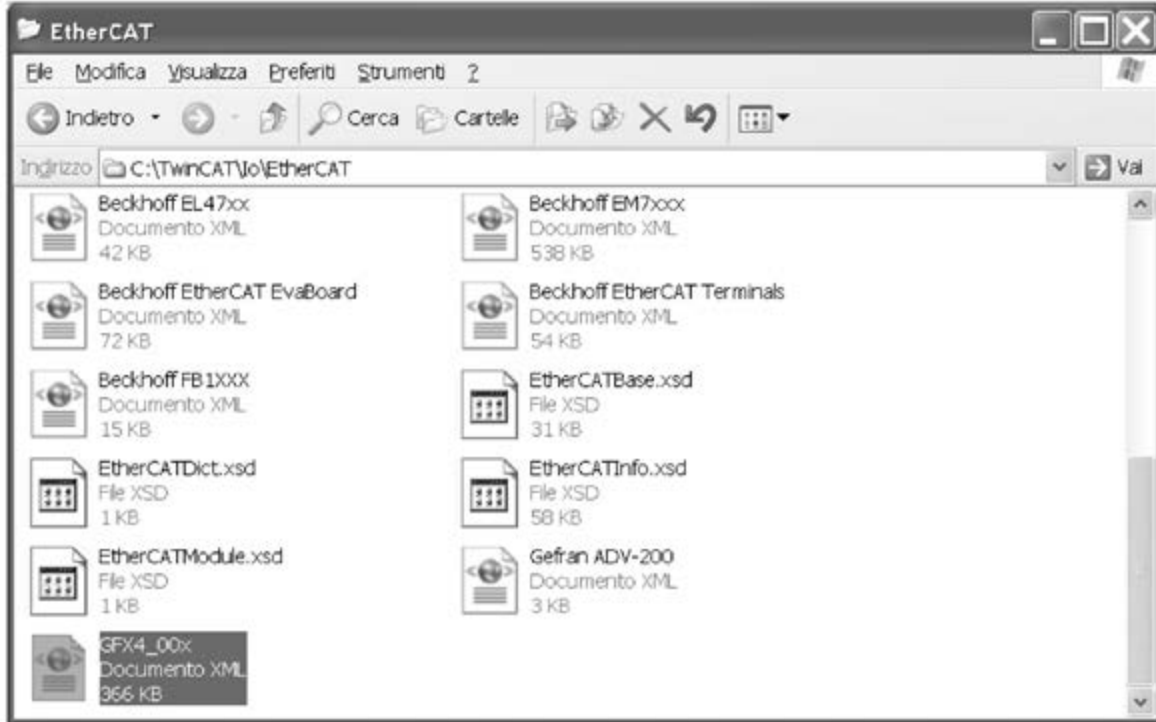 EtherCAT
File Modifica Visualizza Preferiti Strumenti ?
Indietro Cerca Cartelle
Indirizzo C:\TwinCAT\Io\EtherCAT Vai
Beckhoff EL47xx
Documento XML
42 KB
Beckhoff EM7xxx
Documento XML
538 KB
Beckhoff EtherCAT EvaBoard
Documento XML
72 KB
Beckhoff EtherCAT Terminals
Documento XML
54 KB
Beckhoff FB1XXX
Documento XML
15 KB
EtherCATBase.xsd
File XSD
31 KB
EtherCATDict.xsd
File XSD
1 KB
EtherCATInfo.xsd
File XSD
58 KB
EtherCATModule.xsd
File XSD
1 KB
Gefran ADV-200
Documento XML
3 KB
GFX4_00x
Documento XML
366 KB